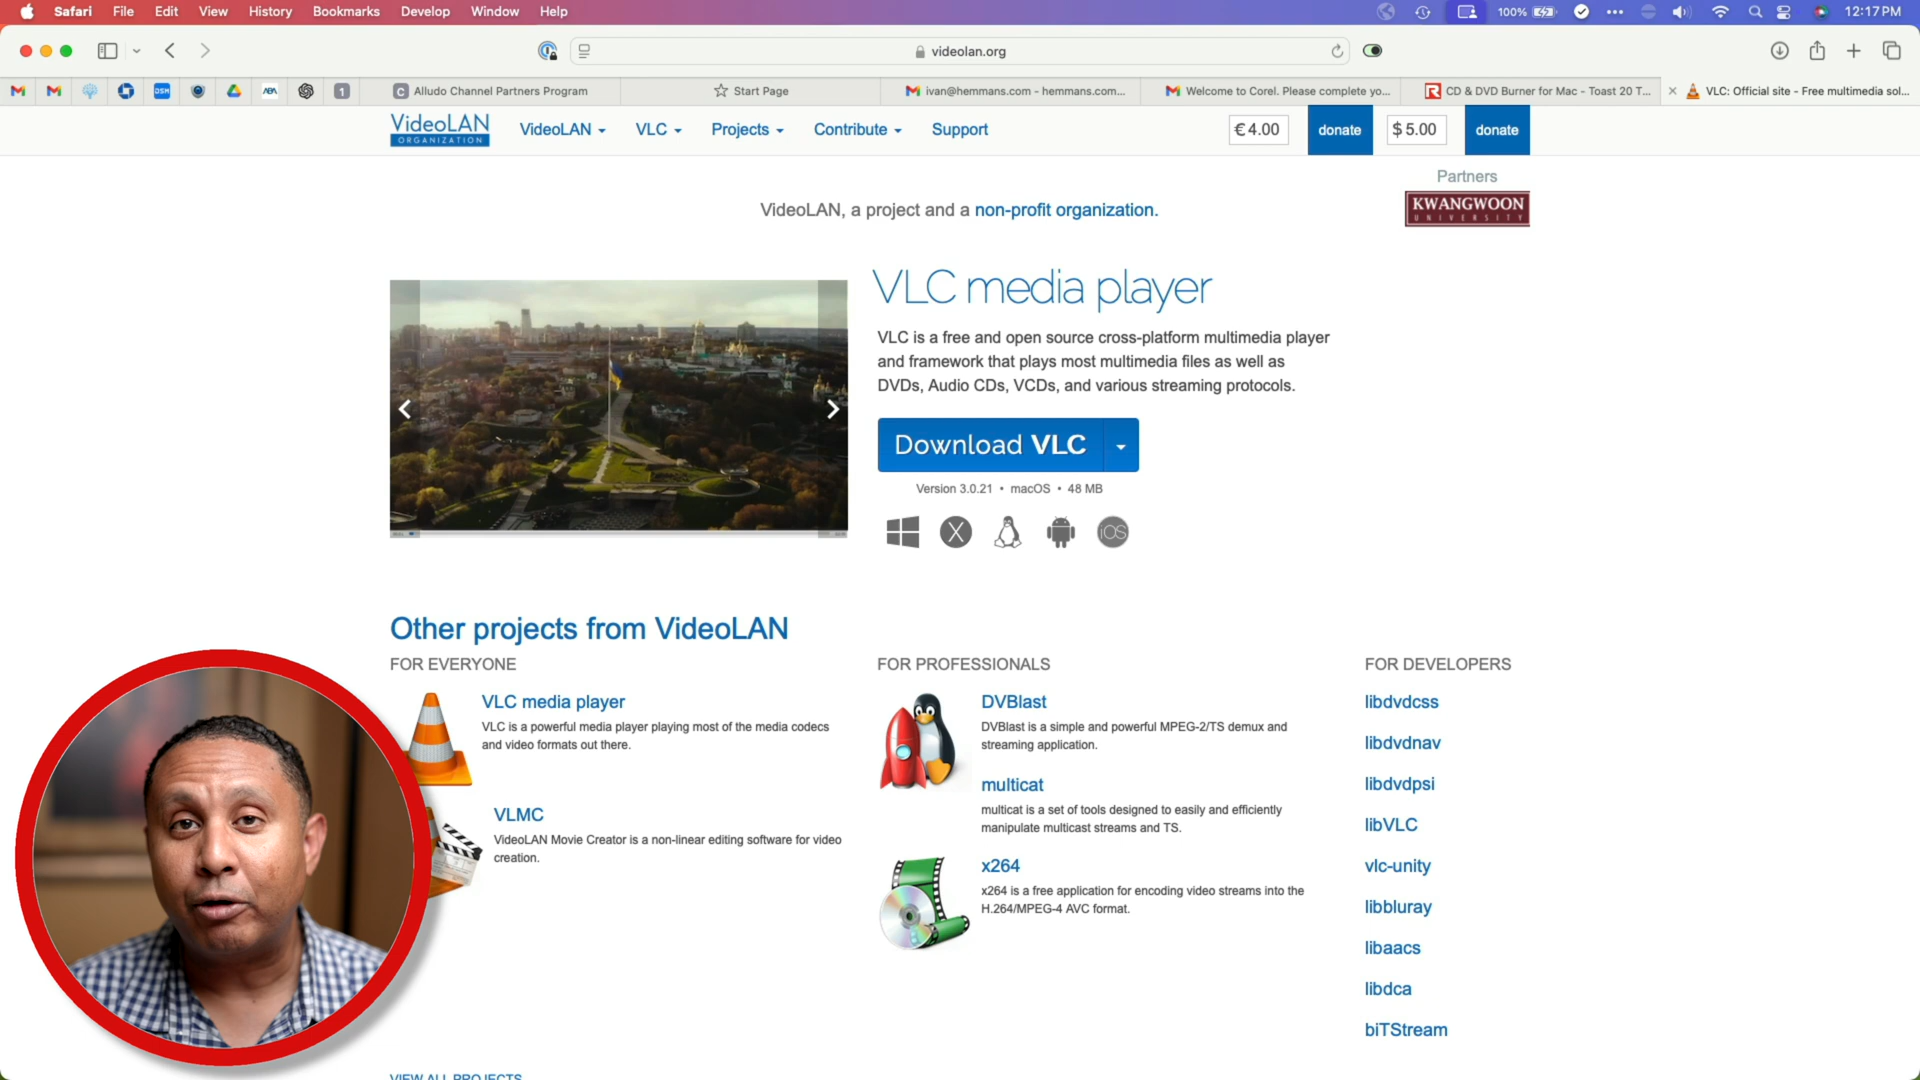 Safari File Edit View History Bookmarks Develop Window Help
100% 12:17 PM
videolan.org
DSM
ABA
1
C Alludo Channel Partners Program
Start Page
ivan@hemmans.com - hemmans.com...
Welcome to Corel. Please complete yo...
CD & DVD Burner for Mac - Toast 20 T...
VLC: Official site - Free multimedia sol...
VideoLAN
ORGANIZATION
VideoLAN VLC Projects Contribute Support
€ 4.00 donate $ 5.00 donate
Partners
KWANGWOON
UNIVERSITY
VideoLAN, a project and a non-profit organization.
VLC media player
VLC is a free and open source cross-platform multimedia player
and framework that plays most multimedia files as well as
DVDs, Audio CDs, VCDs, and various streaming protocols.
Download VLC
Version 3.0.21 • macOS • 48 MB
X
iOS
Other projects from VideoLAN
FOR EVERYONE
VLC media player
VLC is a powerful media player playing most of the media codecs
and video formats out there.
VLMC
VideoLAN Movie Creator is a non-linear editing software for video
creation.
FOR PROFESSIONALS
DVBlast
DVBlast is a simple and powerful MPEG-2/TS demux and
streaming application.
multicat
multicat is a set of tools designed to easily and efficiently
manipulate multicast streams and TS.
x264
x264 is a free application for encoding video streams into the
H.264/MPEG-4 AVC format.
FOR DEVELOPERS
libdvdcss
libdvdnav
libdvdpsi
libVLC
vlc-unity
libbluray
libaacs
libdca
biTStream
VIEW ALL PROJECTS